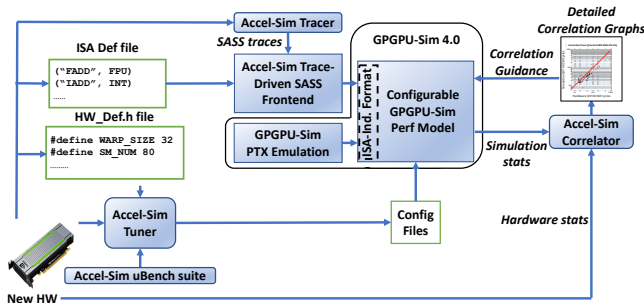 Accel-Sim Tracer
Detailed
Correlation Graphs
ISA Def file
SASS traces
GPGPU-Sim 4.0
("FADD", FPU)
("IADD", INT)
……
Accel-Sim Trace-
Driven SASS
Frontend
ISA-Ind. Format
Configurable
GPGPU-Sim
Perf Model
Correlation
Guidance
HW_Def.h file
#define WARP_SIZE 32
#define SM_NUM 80
………
GPGPU-Sim
PTX Emulation
Simulation
stats
Accel-Sim
Correlator
Accel-Sim
Tuner
Config
Files
Hardware stats
Accel-Sim uBench suite
New HW